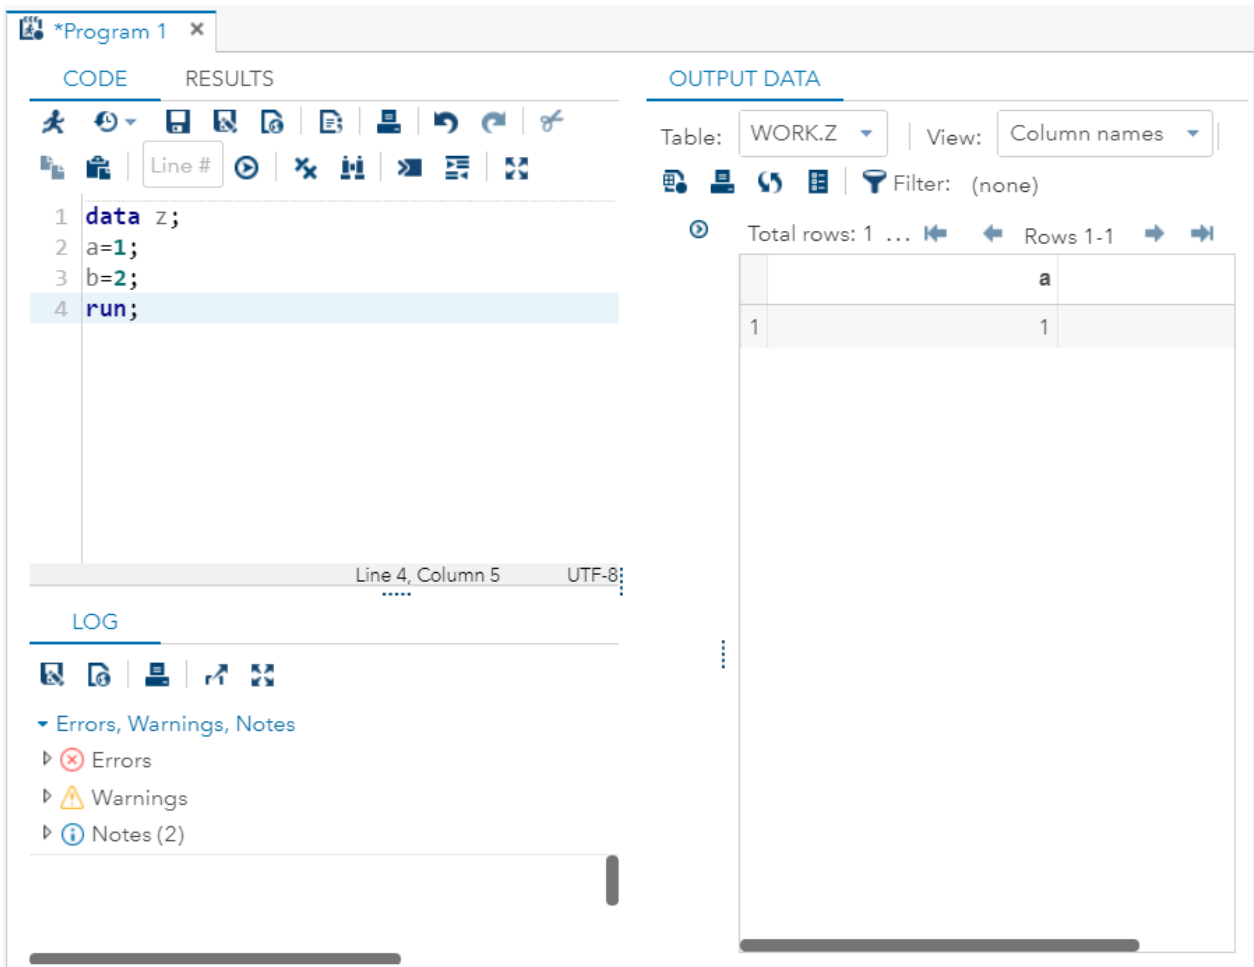 *Program 1 ×
CODE RESULTS
Line #
1 data z;
2 a=1;
3 b=2;
4 run;
Line 4, Column 5 UTF-8
LOG
Errors, Warnings, Notes
Errors
Warnings
Notes (2)
OUTPUT DATA
Table: WORK.Z View: Column names
Filter: (none)
Total rows: 1 ... Rows 1-1
a
1 1